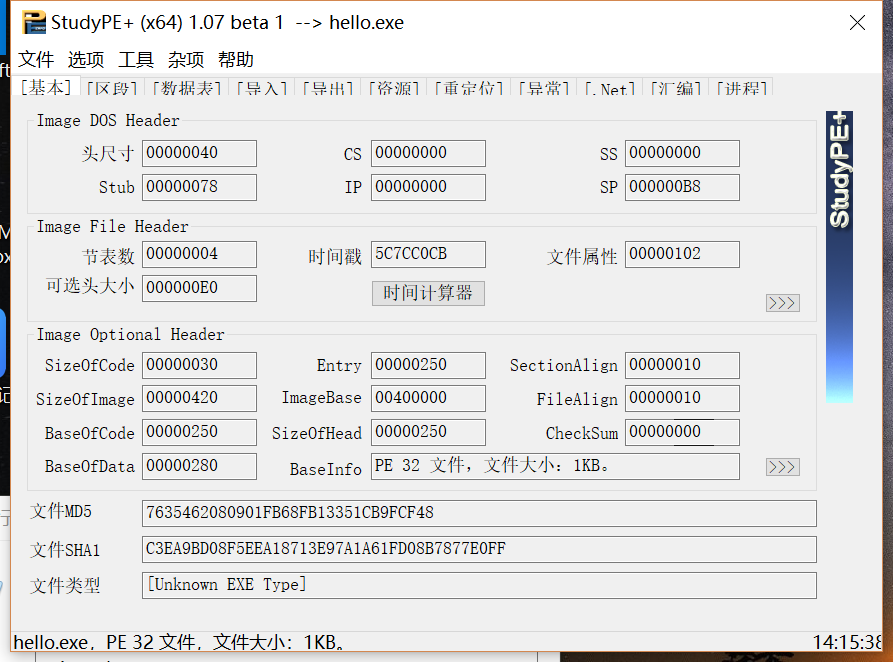 StudyPE+ (x64) 1.07 beta 1 --> hello.exe
文件 选项 工具 杂项 帮助
[基本] [区段] [数据表] [导入] [导出] [资源] [重定位] [异常] [.Net] [汇编] [进程]
Image DOS Header
头尺寸 00000040 CS 00000000 SS 00000000
Stub 00000078 IP 00000000 SP 000000B8
StudyPE+
Image File Header
节表数 00000004 时间戳 5C7CC0CB 文件属性 00000102
可选头大小 000000E0 时间计算器
>>>
Image Optional Header
SizeOfCode 00000030 Entry 00000250 SectionAlign 00000010
SizeOfImage 00000420 ImageBase 00400000 FileAlign 00000010
BaseOfCode 00000250 SizeOfHead 00000250 CheckSum 00000000
BaseOfData 00000280 BaseInfo PE 32 文件，文件大小：1KB。 >>>
文件MD5 7635462080901FB68FB13351CB9FCF48
文件SHA1 C3EA9BD08F5EEA18713E97A1A61FD08B7877E0FF
文件类型 [Unknown EXE Type]
hello.exe，PE 32 文件，文件大小：1KB。 14:15:38